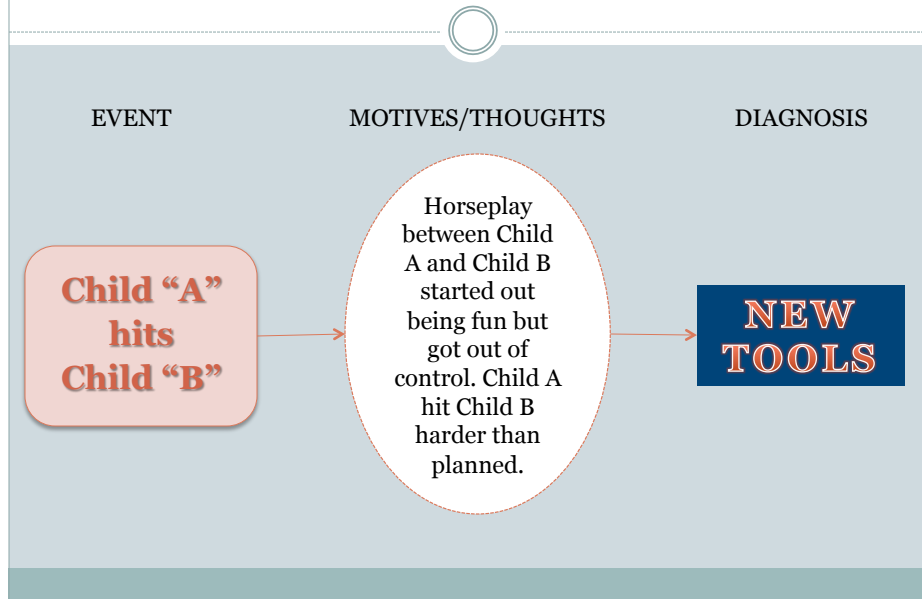 EVENT
MOTIVES/THOUGHTS
DIAGNOSIS
Child “A”
hits
Child “B”
Horseplay
between Child
A and Child B
started out
being fun but
got out of
control. Child A
hit Child B
harder than
planned.
NEW
TOOLS